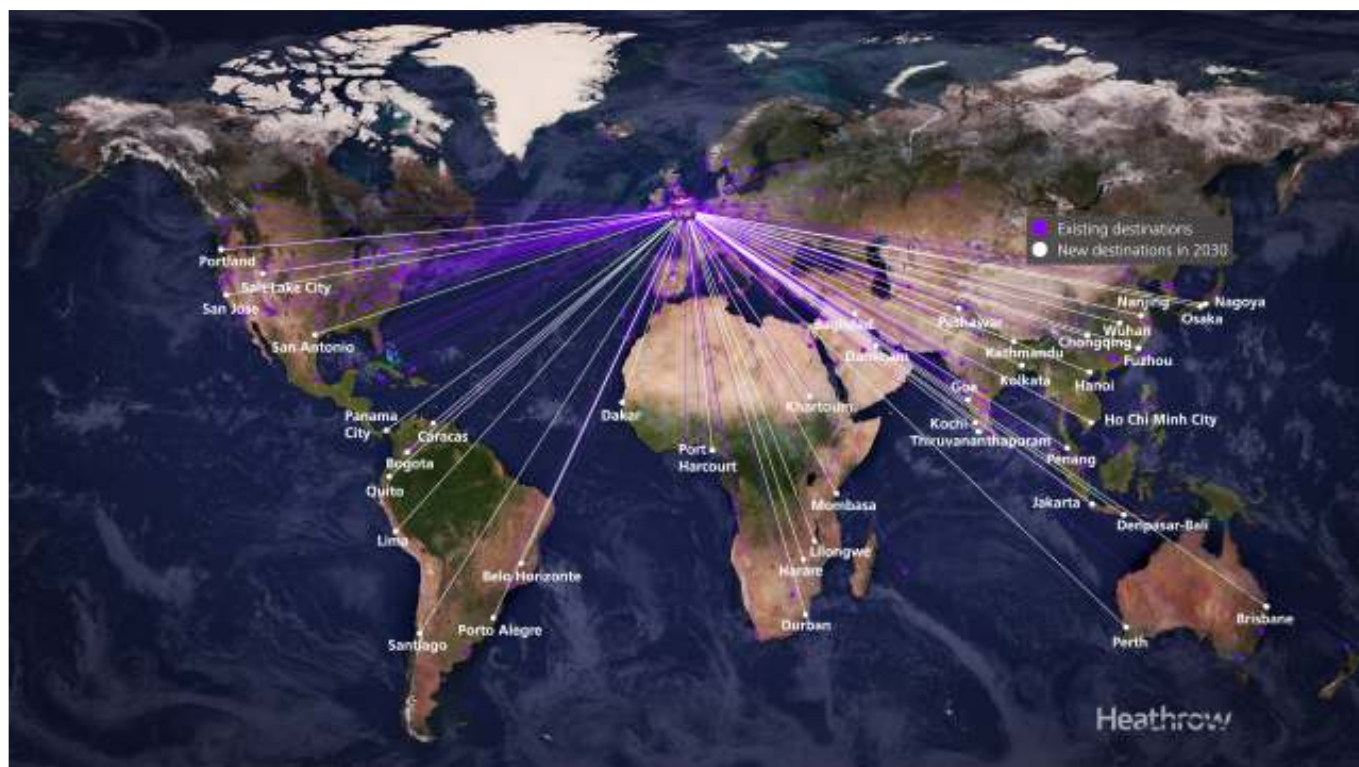 Existing destinations
New destinations in 2030
Portland
Salt Lake City
San Jose
San Antonio
Nanjing
Nagoya
Osaka
Wuhan
Baghdad
Peshawar
Chongqing
Kathmandu
Fuzhou
Dammam
Kolkata
Hanoi
Goa
Khartoum
Dakar
Panama
City
Caracas
Kochi
Ho Chi Minh City
Thiruvananthapuram
Port
Harcourt
Bogota
Penang
Quito
Mombasa
Jakarta
Denpasar-Bali
Lima
Lilongwe
Harare
Belo Horizonte
Durban
Brisbane
Porto Alegre
Perth
Santiago
Heathrow